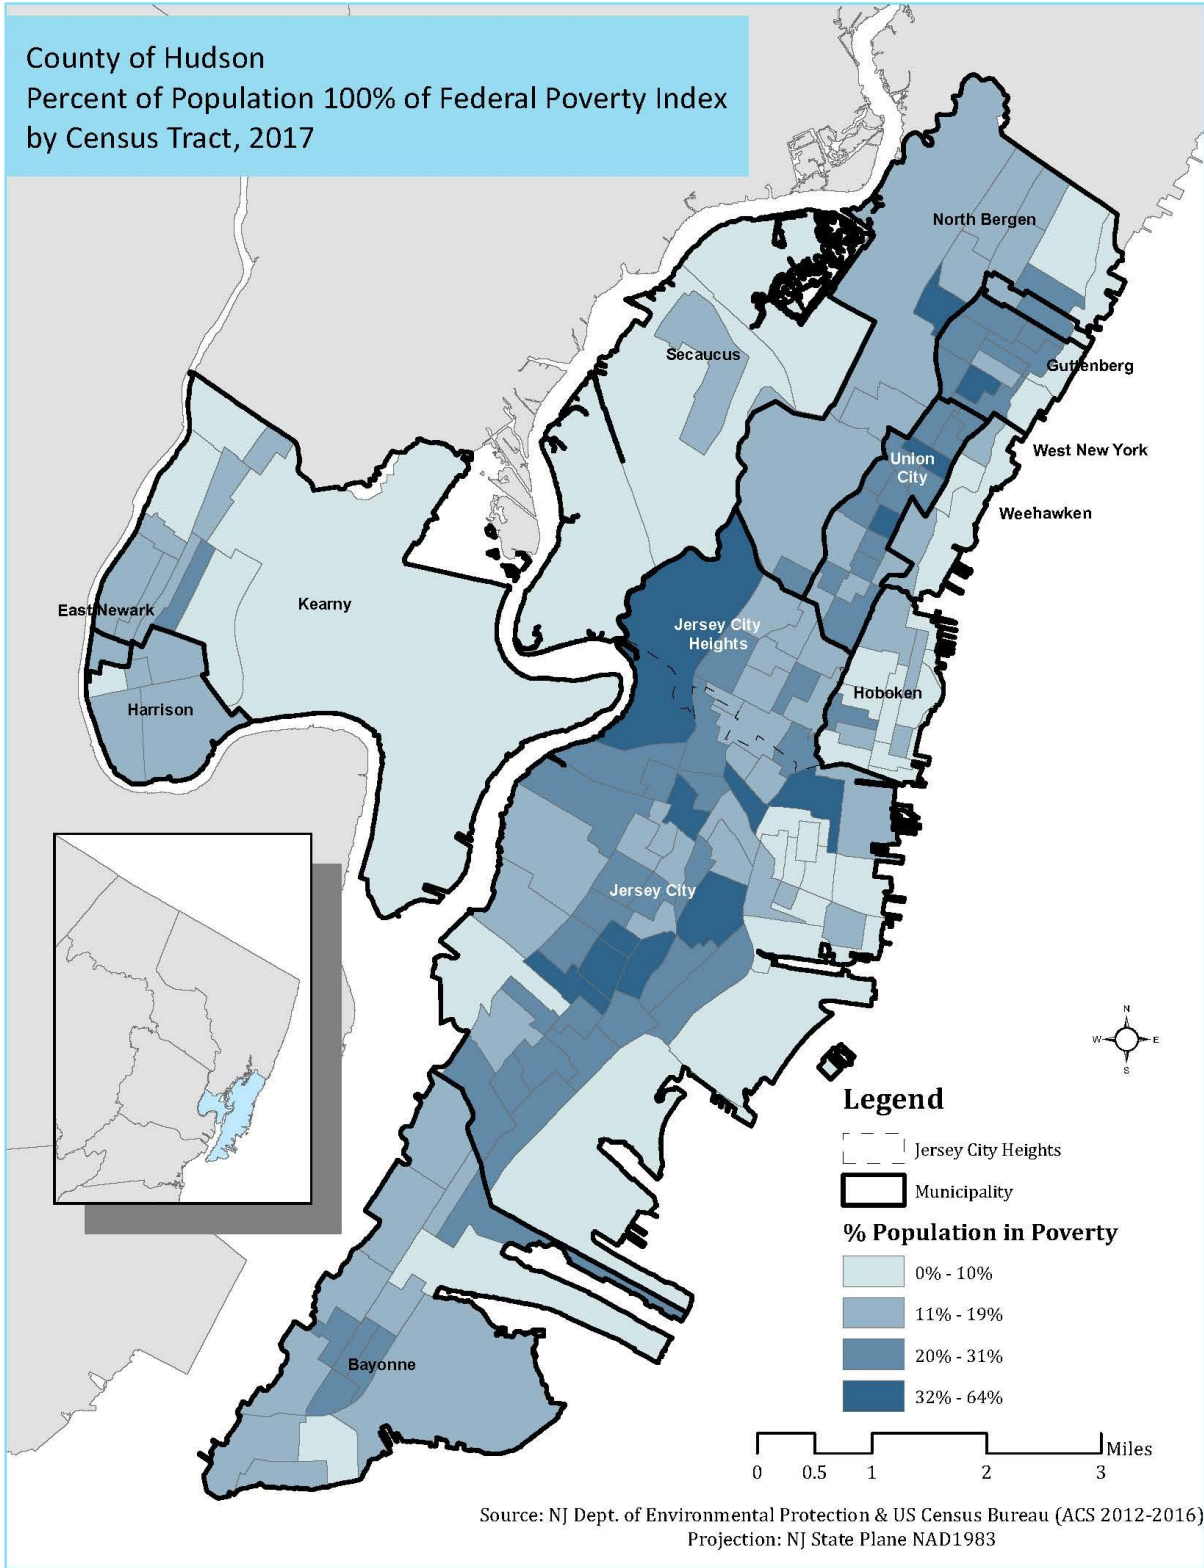 County of Hudson
Percent of Population 100% of Federal Poverty Index
by Census Tract, 2017
North Bergen
Secaucus
Guttenberg
West New York
Union
City
Weehawken
East Newark
Kearny
Jersey City
Heights
Hoboken
Harrison
Jersey City
Bayonne
N
W
E
S
Legend
Jersey City Heights
Municipality
% Population in Poverty
0% - 10%
11% - 19%
20% - 31%
32% - 64%
Miles
0 0.5 1 2 3
Source: NJ Dept. of Environmental Protection & US Census Bureau (ACS 2012-2016)
Projection: NJ State Plane NAD1983